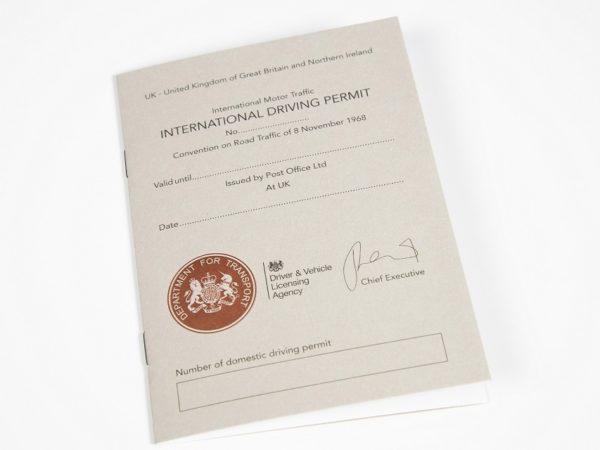 UK - United Kingdom of Great Britain and Northern Ireland
International Motor Traffic
INTERNATIONAL DRIVING PERMIT
No............................
Convention on Road Traffic of 8 November 1968
Valid until......................................................................
Issued by Post Office Ltd
At UK
Date..............................................................................
DEPARTMENT FOR TRANSPORT
Driver & Vehicle
Licensing
Agency
Chief Executive
Number of domestic driving permit